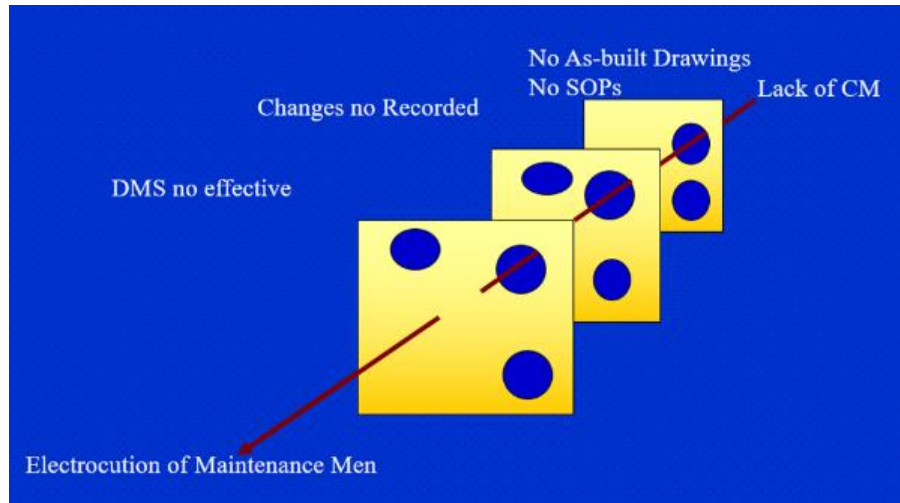 No As-built Drawings
No SOPs
Lack of CM
Changes no Recorded
DMS no effective
Electrocution of Maintenance Men